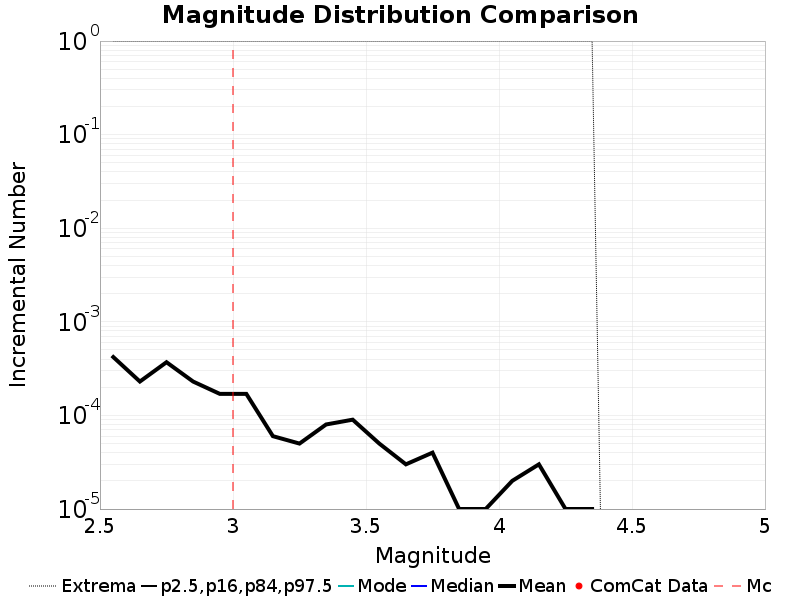 Magnitude Distribution Comparison
Incremental Number
10^0
10^-1
10^-2
10^-3
10^-4
10^-5
2.5 3 3.5 4 4.5 5
Magnitude
Extrema p2.5,p16,p84,p97.5 Mode Median Mean ComCat Data Mc